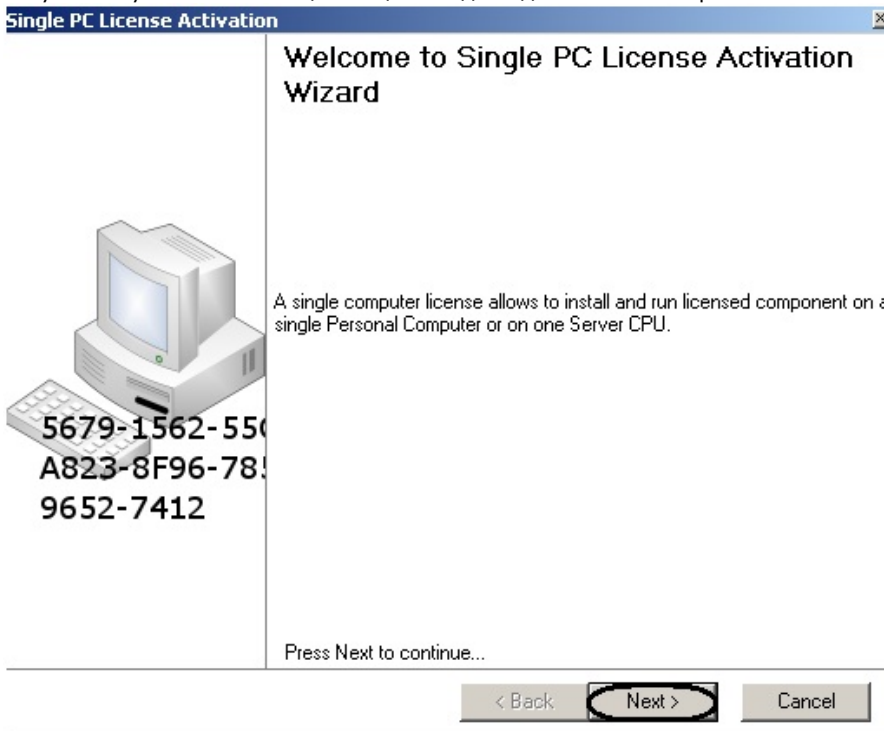 Single PC License Activation
Welcome to Single PC License Activation
Wizard
A single computer license allows to install and run licensed component on
single Personal Computer or on one Server CPU.
5679-1562-55
A823-8F96-78
9652-7412
Press Next to continue...
< Back
Next >
Cancel